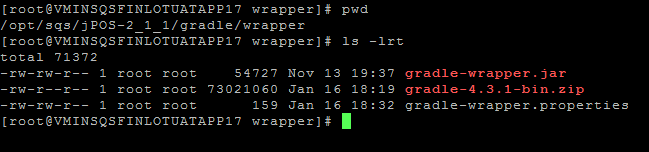 [root@VMINSQSFINLOTUATAPP17 wrapper]# pwd
/opt/sqs/jPOS-2_1_1/gradle/wrapper
[root@VMINSQSFINLOTUATAPP17 wrapper]# ls -lrt
total 71372
-rw-rw-r-- 1 root root    54727 Nov 13 19:37 gradle-wrapper.jar
-rw-rw-r-- 1 root root 73021060 Jan 16 18:19 gradle-4.3.1-bin.zip
-rw-rw-r-- 1 root root      159 Jan 16 18:32 gradle-wrapper.properties
[root@VMINSQSFINLOTUATAPP17 wrapper]#